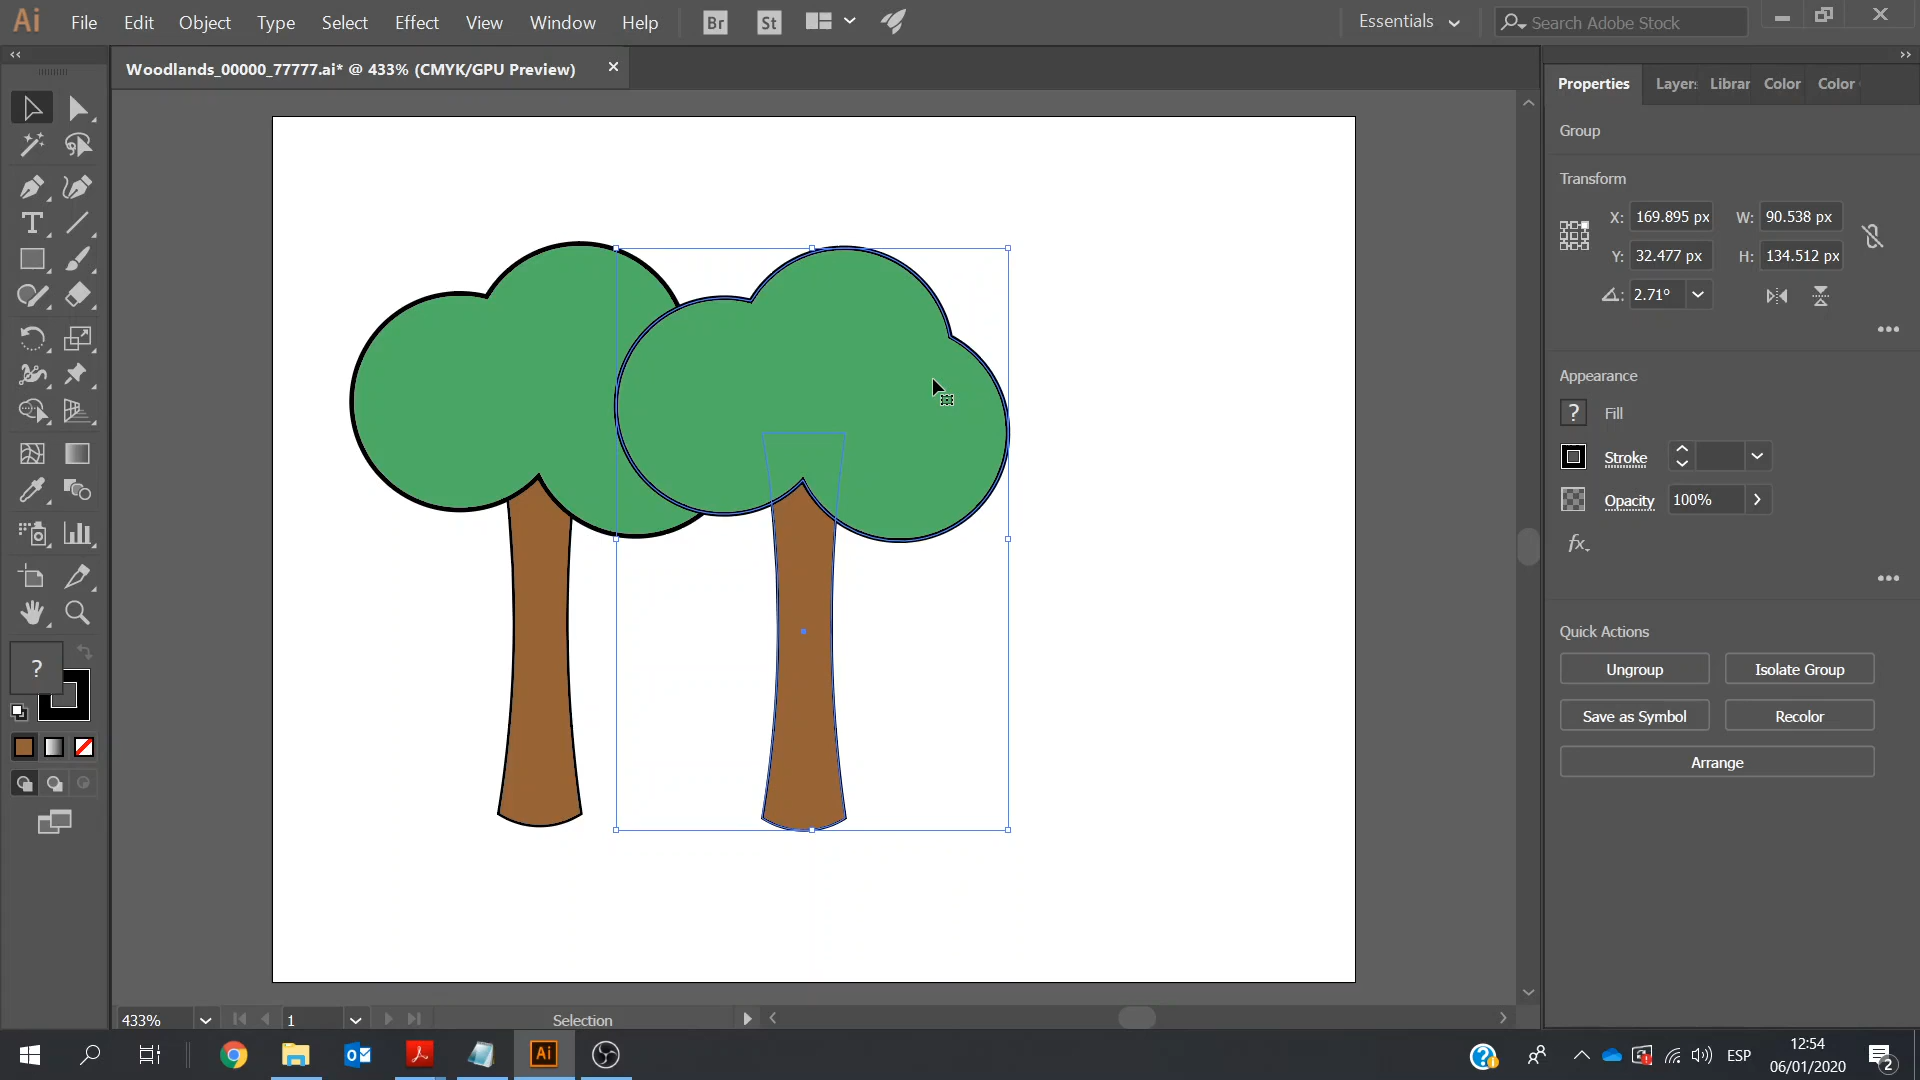 Ai File Edit Object Type Select Effect View Window Help Br St Essentials Search Adobe Stock
Woodlands_00000_77777.ai* @ 433% (CMYK/GPU Preview)
Properties Layers Librar Color Color
Group
Transform
X: 169.895 px W: 90.538 px
Y: 32.477 px H: 134.512 px
2.71°
Appearance
? Fill
Stroke
Opacity 100%
fx
Quick Actions
Ungroup Isolate Group
Save as Symbol Recolor
Arrange
T
?
433% 1 Selection
Ai ESP 12:54
06/01/2020
2